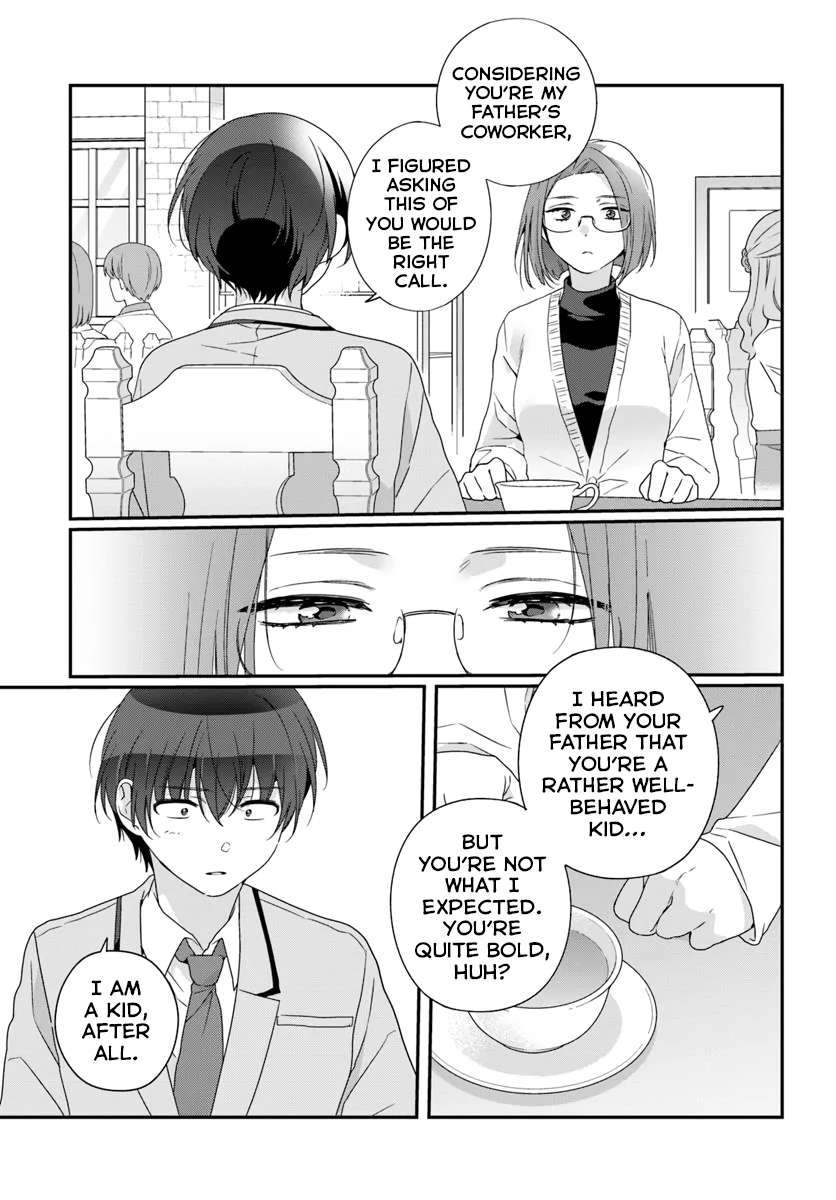 CONSIDERING
YOU'RE MY
FATHER'S
COWORKER,
I FIGURED
ASKING
THIS OF
YOU WOULD
BE THE
RIGHT
CALL.
I HEARD
FROM YOUR
FATHER THAT
YOU'RE A
RATHER WELL-
BEHAVED
KID...
BUT
YOU'RE NOT
WHAT I
EXPECTED.
YOU'RE
QUITE BOLD,
HUH?
I AM
A KID,
AFTER
ALL.